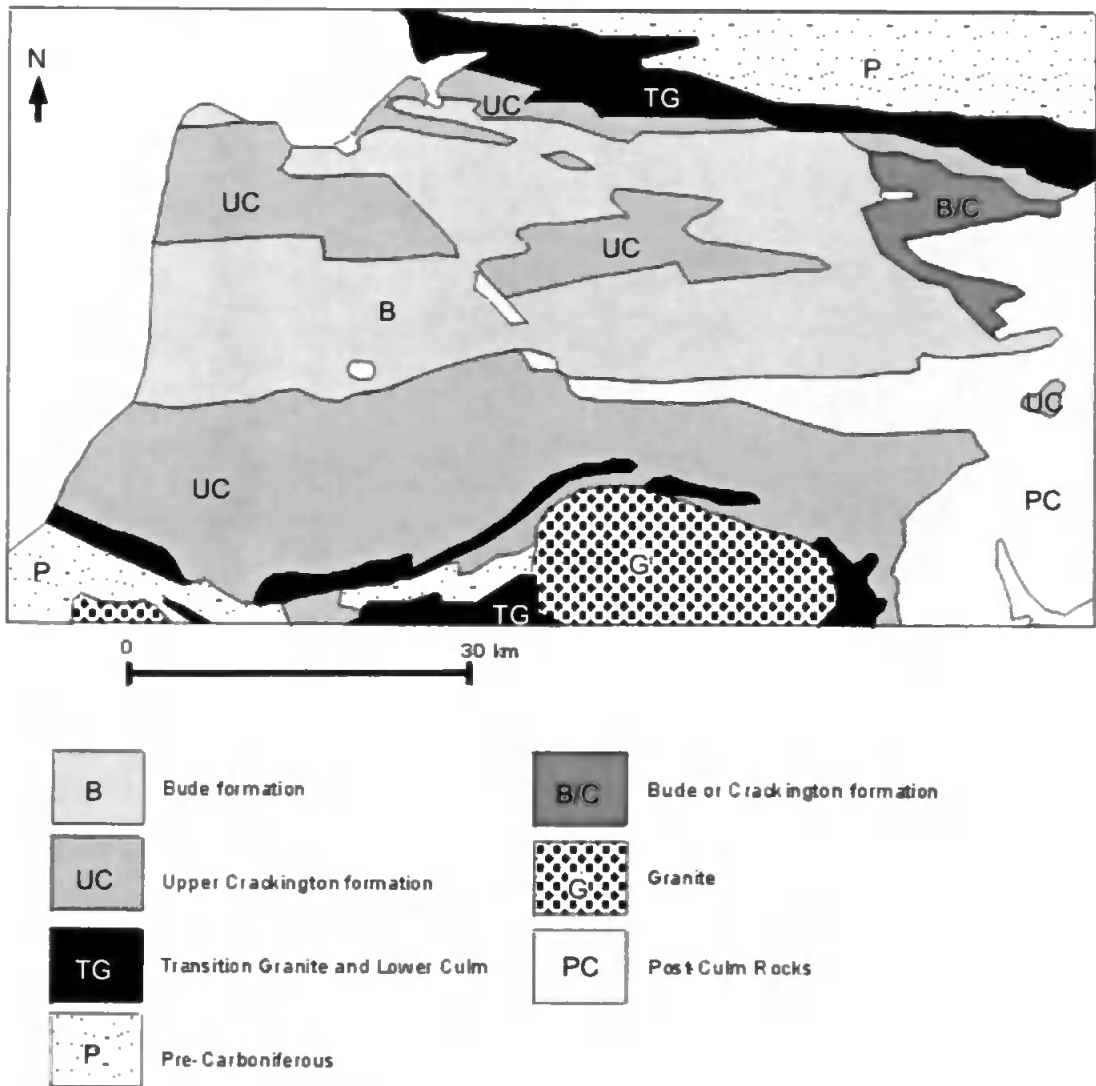 N
P
TG
UC
B/C
UC
UC
B
UC
UC
PC
P
G
TG
0 30 km
B Bude formation
B/C Bude or Crackington formation
UC Upper Crackington formation
G Granite
TG Transition Granite and Lower Culm
PC Post-Culm Rocks
P Pre-Carboniferous